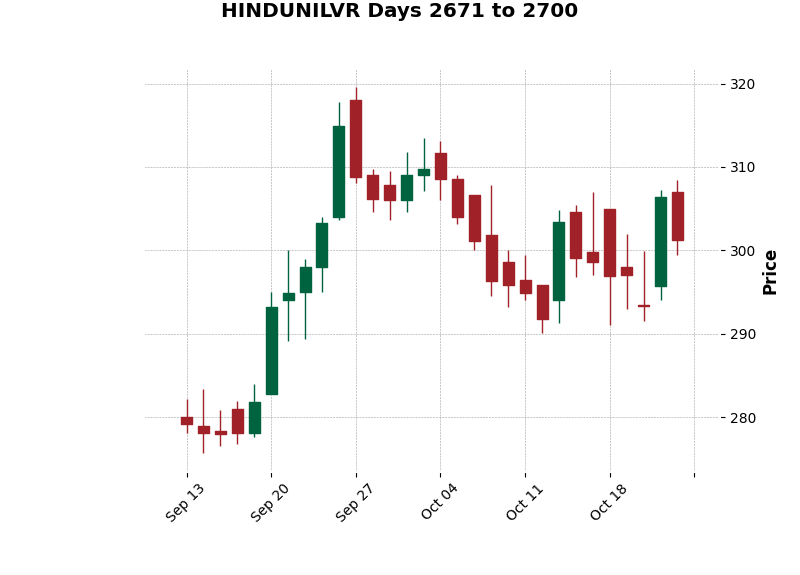 HINDUNILVR Days 2671 to 2700
320
310
300
290
280
Price
Sep 13
Sep 20
Sep 27
Oct 04
Oct 11
Oct 18